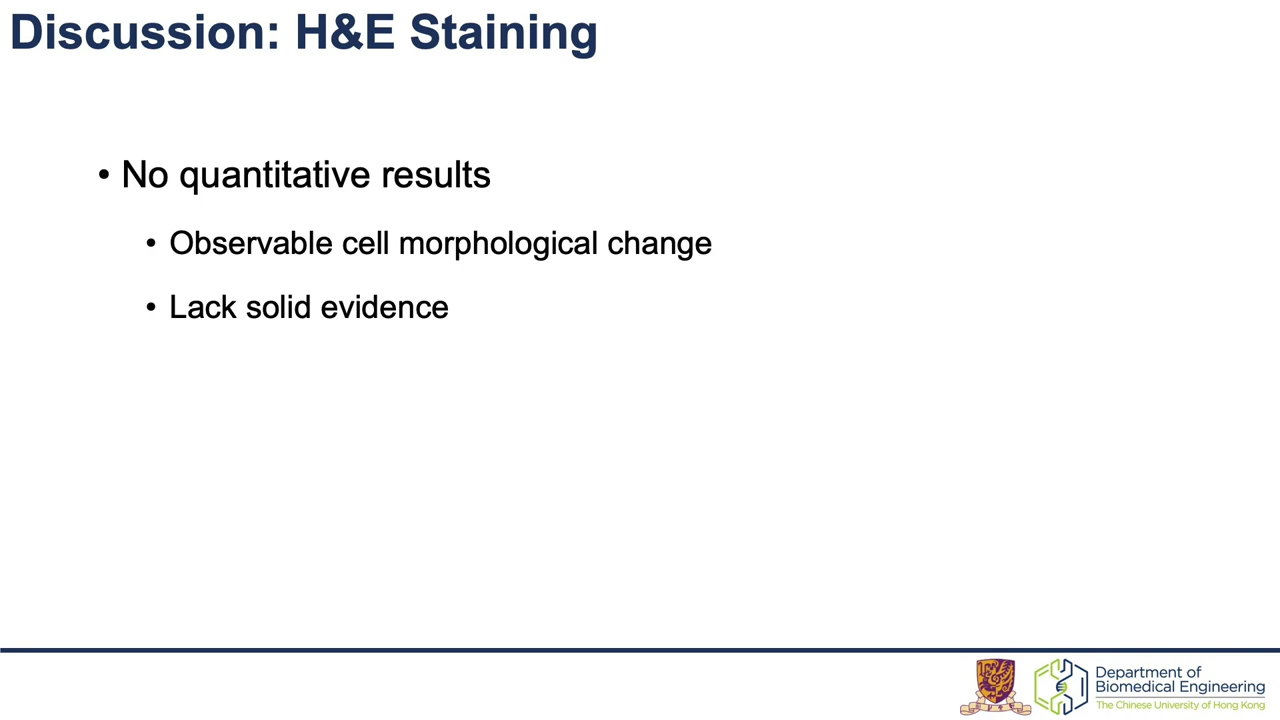 Discussion: H&E Staining
• No quantitative results
• Observable cell morphological change
• Lack solid evidence
Department of
Biomedical Engineering
The Chinese University of Hong Kong